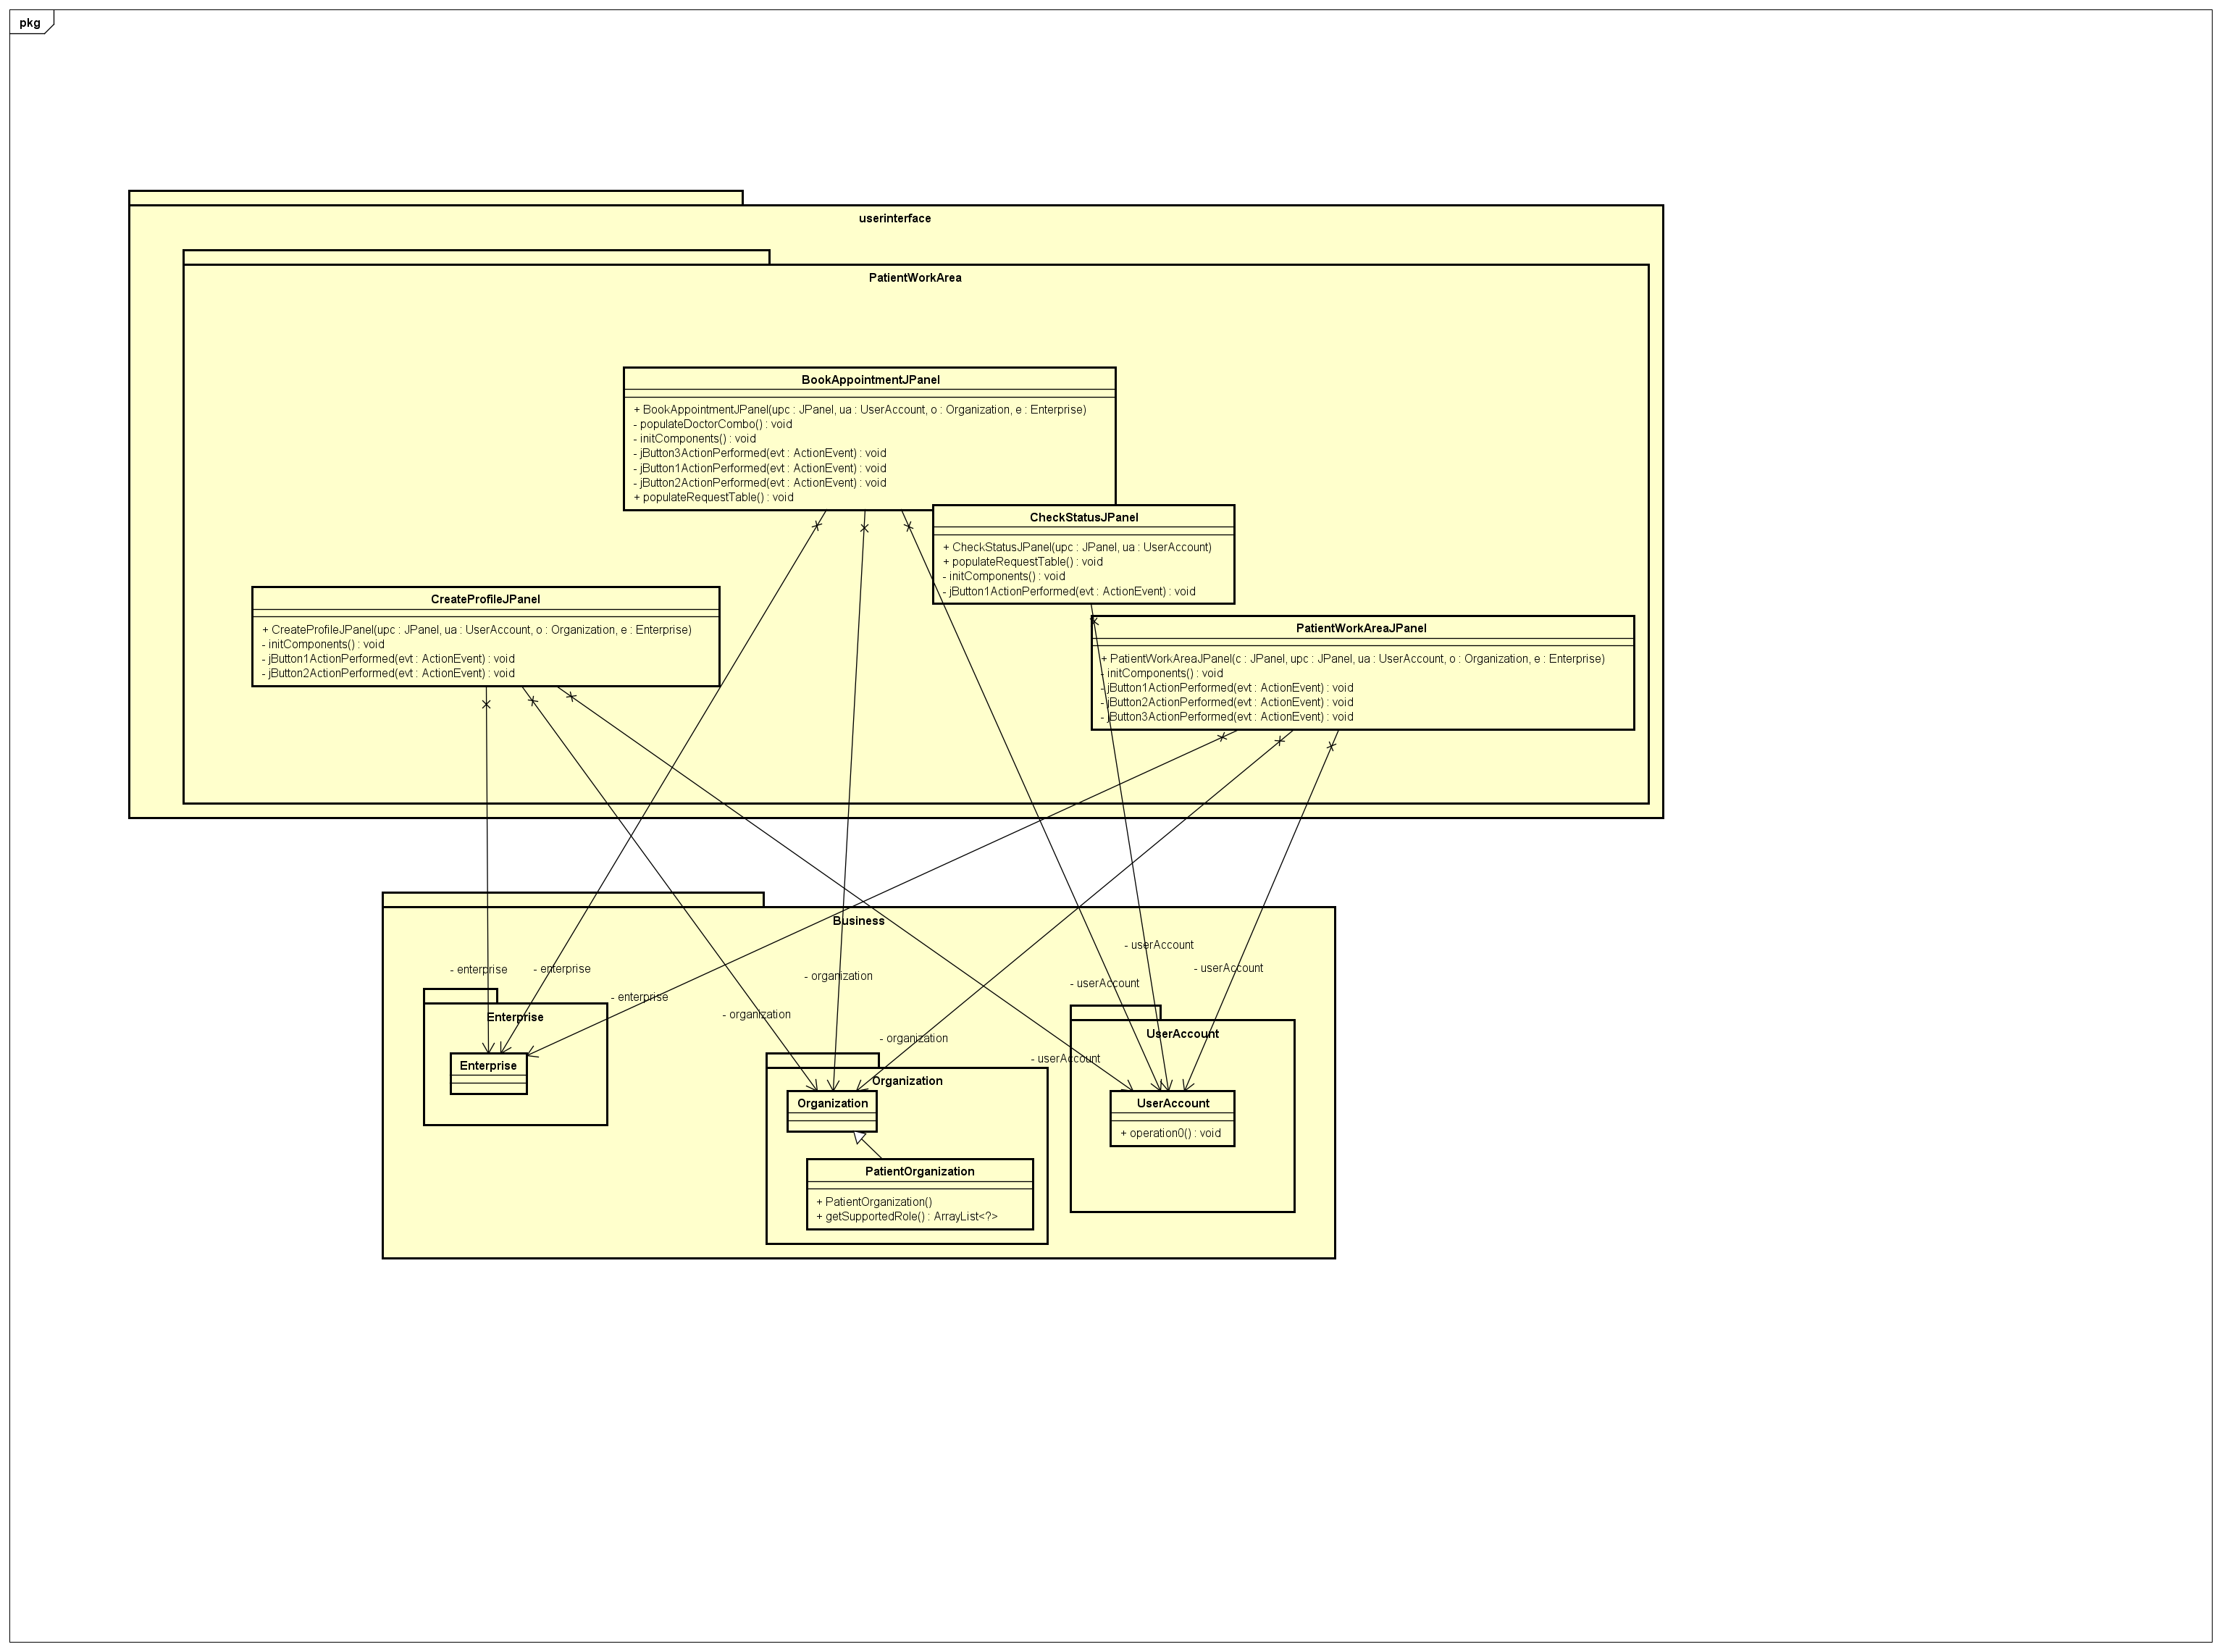 pkg
userinterface
PatientWorkArea
BookAppointmentJPanel
+ BookAppointmentJPanel(upc : JPanel, ua : UserAccount, o : Organization, e : Enterprise)
- populateDoctorCombo() : void
- initComponents() : void
- jButton3ActionPerformed(evt : ActionEvent) : void
- jButton1ActionPerformed(evt : ActionEvent) : void
- jButton2ActionPerformed(evt : ActionEvent) : void
+ populateRequestTable() : void
CheckStatusJPanel
+ CheckStatusJPanel(upc : JPanel, ua : UserAccount)
+ populateRequestTable() : void
- initComponents() : void
- jButton1ActionPerformed(evt : ActionEvent) : void
CreateProfileJPanel
+ CreateProfileJPanel(upc : JPanel, ua : UserAccount, o : Organization, e : Enterprise)
- initComponents() : void
- jButton1ActionPerformed(evt : ActionEvent) : void
- jButton2ActionPerformed(evt : ActionEvent) : void
PatientWorkAreaJPanel
+ PatientWorkAreaJPanel(c : JPanel, upc : JPanel, ua : UserAccount, o : Organization, e : Enterprise)
- initComponents() : void
- jButton1ActionPerformed(evt : ActionEvent) : void
- jButton2ActionPerformed(evt : ActionEvent) : void
- jButton3ActionPerformed(evt : ActionEvent) : void
Business
- userAccount
- enterprise
- enterprise
- organization
- userAccount
- userAccount
- enterprise
- organization
- organization
- userAccount
Enterprise
Enterprise
Organization
Organization
PatientOrganization
+ PatientOrganization()
+ getSupportedRole() : ArrayList<?>
UserAccount
UserAccount
+ operation0() : void